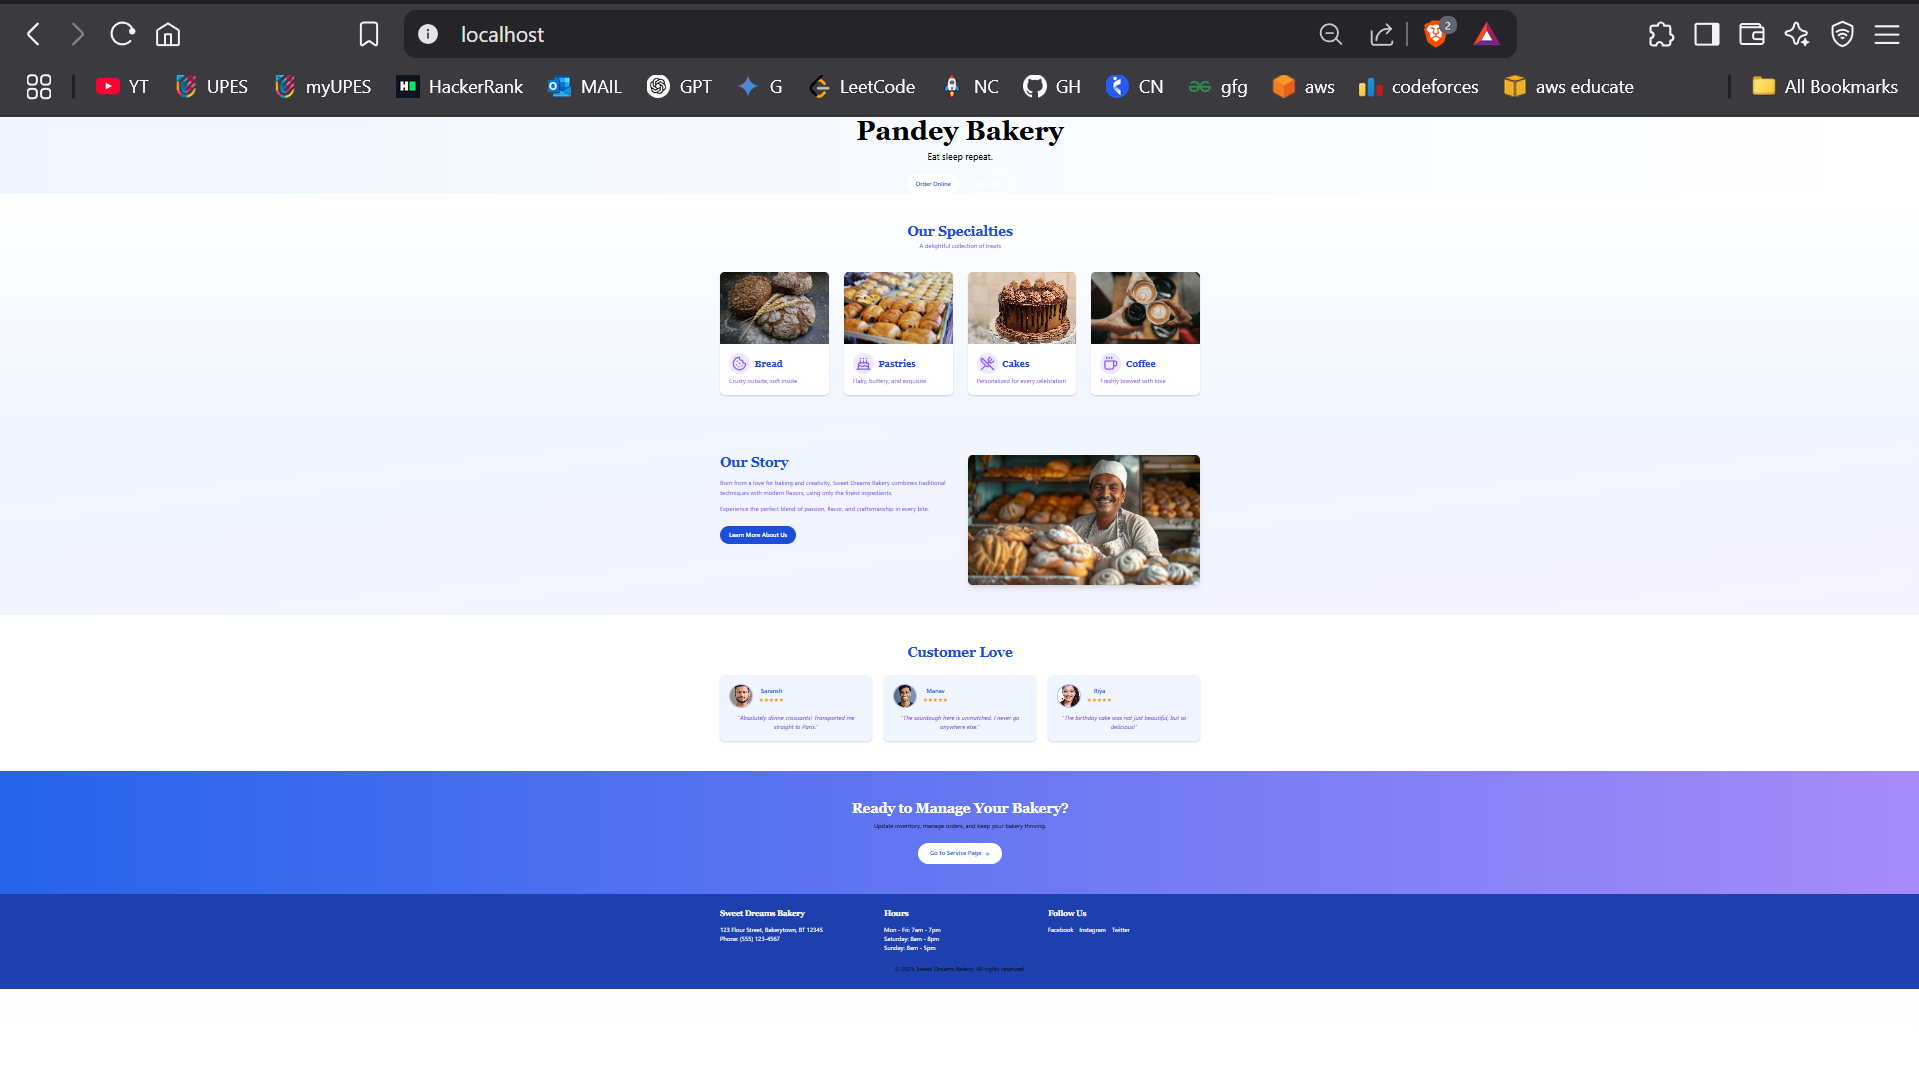 localhost
2
YT
UPES
myUPES
HackerRank
MAIL
GPT
G
LeetCode
NC
GH
CN
gfg
aws
codeforces
aws educate
All Bookmarks
Pandey Bakery
Eat sleep repeat.
Order Online
Our Specialties
A delightful collection of treats
Bread
Crusty outside, soft inside
Pastries
Flaky, buttery, and exquisite
Cakes
Personalized for every celebration
Coffee
Freshly brewed with love
Our Story
Born from a love for baking and creativity, Sweet Dreams Bakery combines traditional
techniques with modern flavors, using only the finest ingredients.
Experience the perfect blend of passion, flavor, and craftsmanship in every bite.
Learn More About Us
Customer Love
Saransh
★★★★★
"Absolutely divine croissants! Transported me
straight to Paris."
Manav
★★★★★
"The sourdough here is unmatched. I never go
anywhere else."
Riya
★★★★★
"The birthday cake was not just beautiful, but so
delicious!"
Ready to Manage Your Bakery?
Update inventory, manage orders, and keep your bakery thriving.
Go to Service Page →
Sweet Dreams Bakery
123 Flour Street, Bakerytown, BT 12345
Phone: (555) 123-4567
Hours
Mon - Fri: 7am - 7pm
Saturday: 8am - 8pm
Sunday: 8am - 5pm
Follow Us
Facebook Instagram Twitter
© 2025 Sweet Dreams Bakery. All rights reserved.